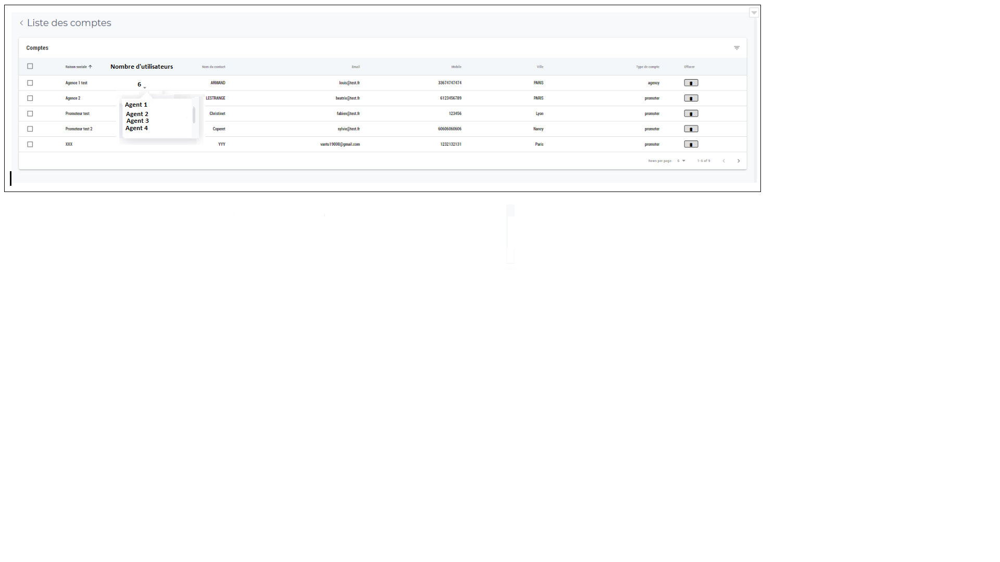 Liste des comptes
Comptes
Raison sociale Nombre d'utilisateurs Nom du contact Email Mobile Ville Type de compte Effacer
Agence 1 test 6 ARMAND louis@test.fr 33674747474 PARIS agency
Agence 2 LESTRANGE beatrix@test.fr 6123456789 PARIS promoter
Agent 1
Promoteur test Christinet fabien@test.fr 123456 Lyon promoter
Agent 2
Agent 3
Promoteur test 2 Coperet sylvie@test.fr 60606060606 Nancy promoter
Agent 4
XXX YYY vantu19000@gmail.com 1232132131 Paris promoter
Rows per page: 5 1-5 of 9